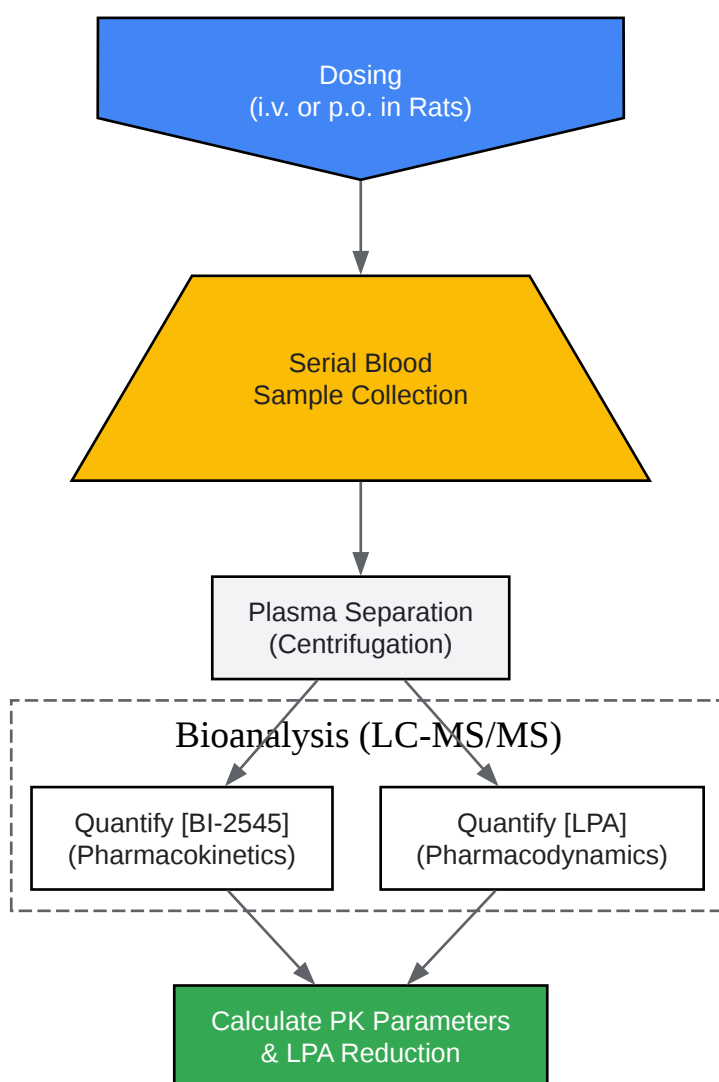 Dosing
(i.v. or p.o. in Rats)
Serial Blood
Sample Collection
Plasma Separation
(Centrifugation)
Bioanalysis (LC-MS/MS)
Quantify [BI-2545]
(Pharmacokinetics)
Quantify [LPA]
(Pharmacodynamics)
Calculate PK Parameters
& LPA Reduction